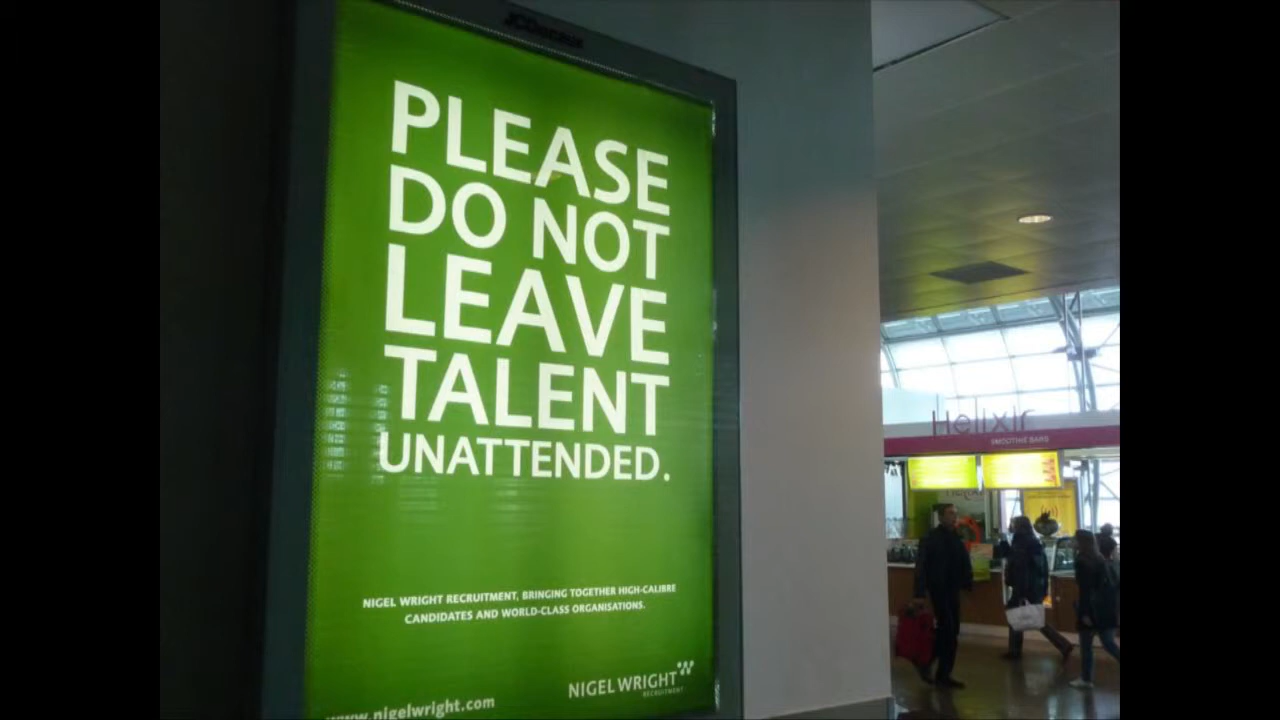 JCDecaux
PLEASE
DO NOT
LEAVE
TALENT
UNATTENDED.
NIGEL WRIGHT RECRUITMENT, BRINGING TOGETHER HIGH-CALIBRE
CANDIDATES AND WORLD-CLASS ORGANISATIONS.
NIGEL WRIGHT
RECRUITMENT
www.nigelwright.com
Helixir
SMOOTHIE BARS